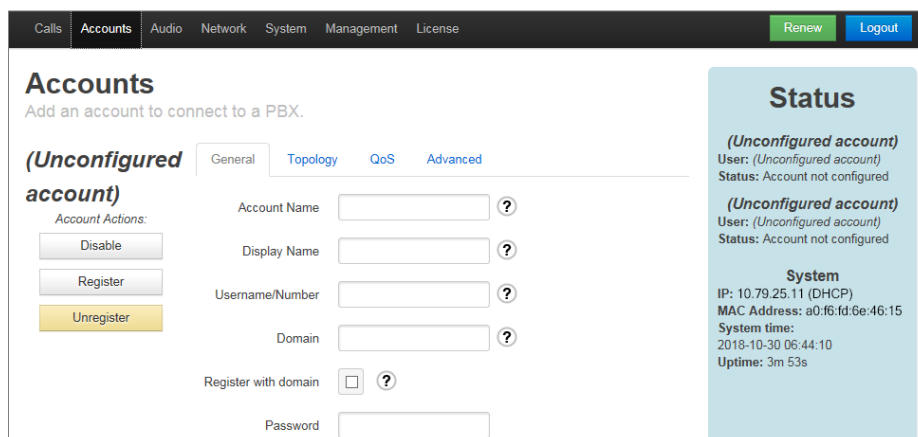 Calls Accounts Audio Network System Management License Renew Logout
Accounts
Add an account to connect to a PBX.
(Unconfigured
account)
Account Actions:
Disable
Register
Unregister
General Topology QoS Advanced
Account Name ?
Display Name ?
Username/Number ?
Domain ?
Register with domain ?
Password
Status
(Unconfigured account)
User: (Unconfigured account)
Status: Account not configured
(Unconfigured account)
User: (Unconfigured account)
Status: Account not configured
System
IP: 10.79.25.11 (DHCP)
MAC Address: a0:f6:fd:6e:46:15
System time:
2018-10-30 06:44:10
Uptime: 3m 53s